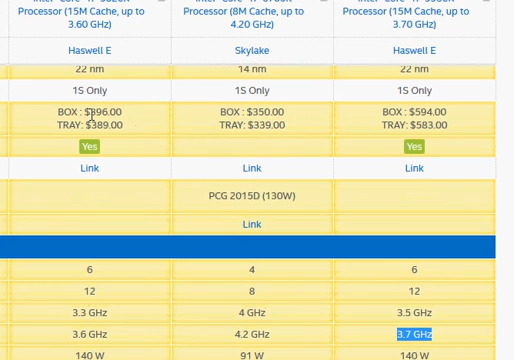 Processor (15M Cache, up to Processor (8M Cache, up to Processor (15M Cache, up to
3.60 GHz) 4.20 GHz) 3.70 GHz)
Haswell E Skylake Haswell E
22 nm 14 nm 22 nm
1S Only 1S Only 1S Only
BOX : $396.00 BOX : $350.00 BOX : $594.00
TRAY: $389.00 TRAY: $339.00 TRAY: $583.00
Yes Yes
Link Link Link
PCG 2015D (130W)
Link
6 4 6
12 8 12
3.3 GHz 4 GHz 3.5 GHz
3.6 GHz 4.2 GHz 3.7 GHz
140 W 91 W 140 W